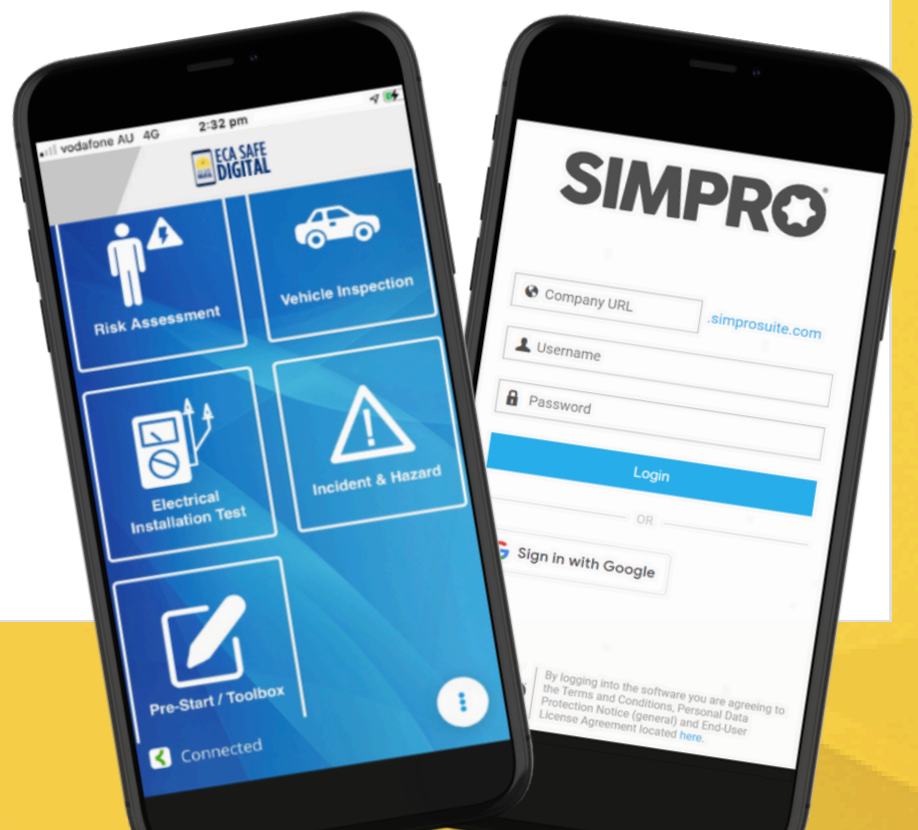 vodafone AU 4G 2:32 pm
ECA SAFE
DIGITAL
Risk Assessment
Vehicle Inspection
Electrical
Installation Test
Incident & Hazard
Pre-Start / Toolbox
Connected
SIMPRO
Company URL
.simprosuite.com
Username
Password
Login
OR
Sign in with Google
By logging into the software you are agreeing to
the Terms and Conditions, Personal Data
Protection Notice (general) and End-User
License Agreement located here.